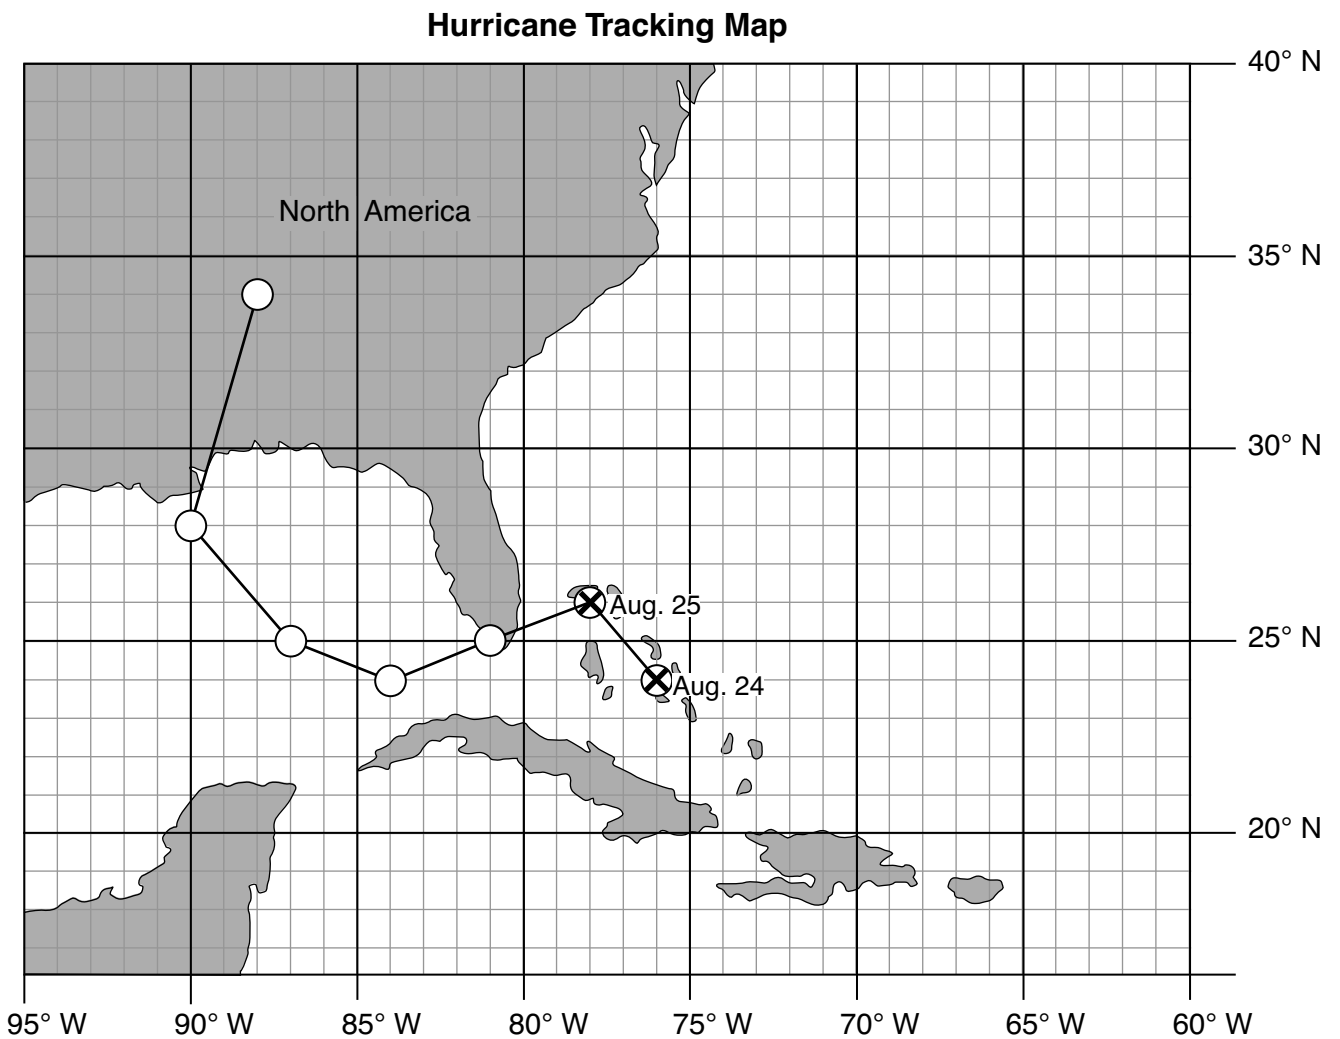 Hurricane Tracking Map
40° N
North America
35° N
30° N
Aug. 25
25° N
Aug. 24
20° N
95° W 90° W 85° W 80° W 75° W 70° W 65° W 60° W